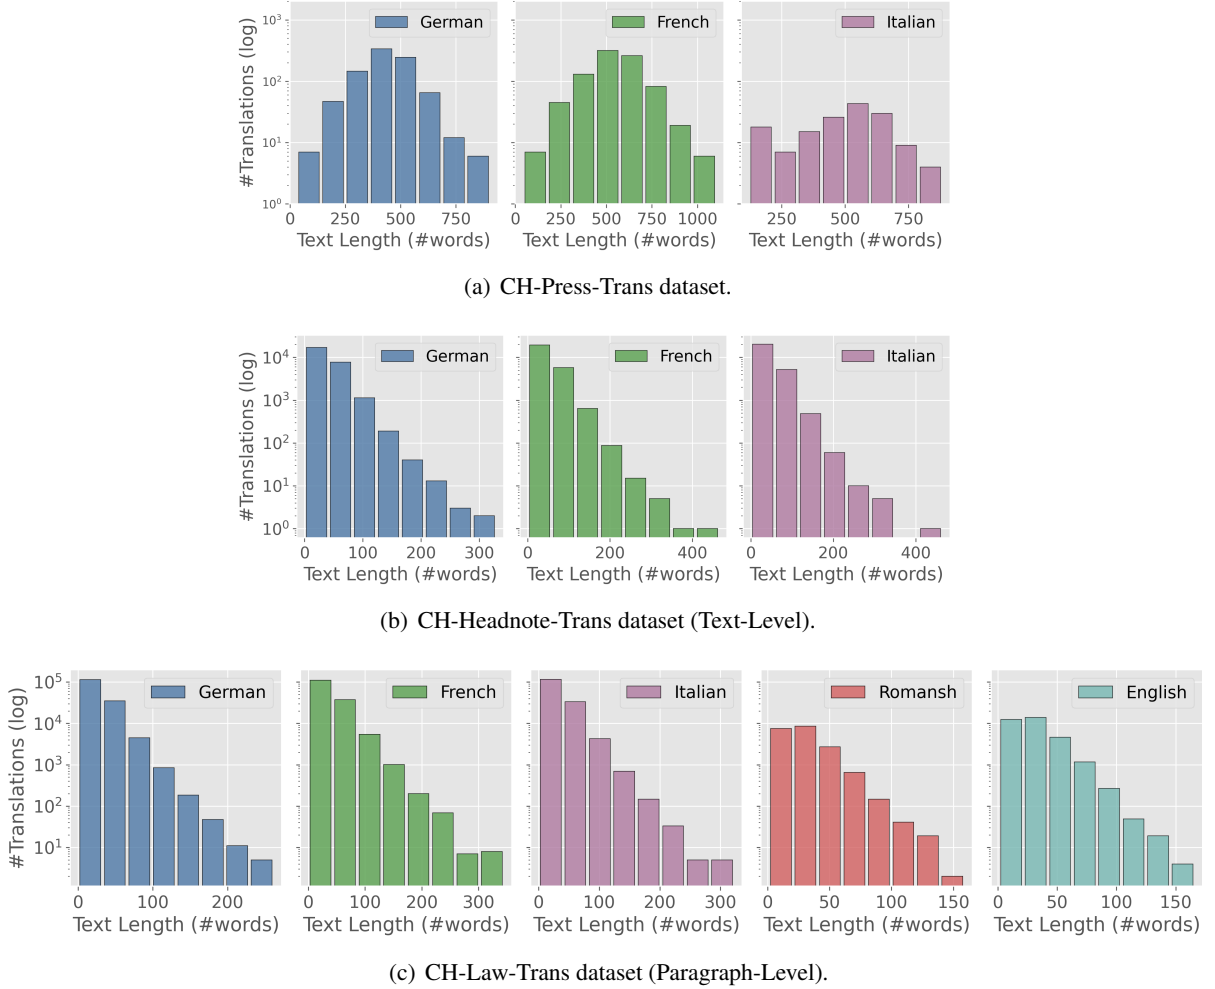 #Translations (log)
10³
10²
10¹
10⁰
German
0 250 500 750
Text Length (#words)
French
0 250 500 750 1000
Text Length (#words)
Italian
250 500 750
Text Length (#words)
(a) CH-Press-Trans dataset.
#Translations (log)
10⁴
10³
10²
10¹
10⁰
German
0 100 200 300
Text Length (#words)
French
0 200 400
Text Length (#words)
Italian
0 200 400
Text Length (#words)
(b) CH-Headnote-Trans dataset (Text-Level).
#Translations (log)
10⁵
10⁴
10³
10²
10¹
German
0 100 200
Text Length (#words)
French
0 100 200 300
Text Length (#words)
Italian
0 100 200 300
Text Length (#words)
Romansh
0 50 100 150
Text Length (#words)
English
0 50 100 150
Text Length (#words)
(c) CH-Law-Trans dataset (Paragraph-Level).